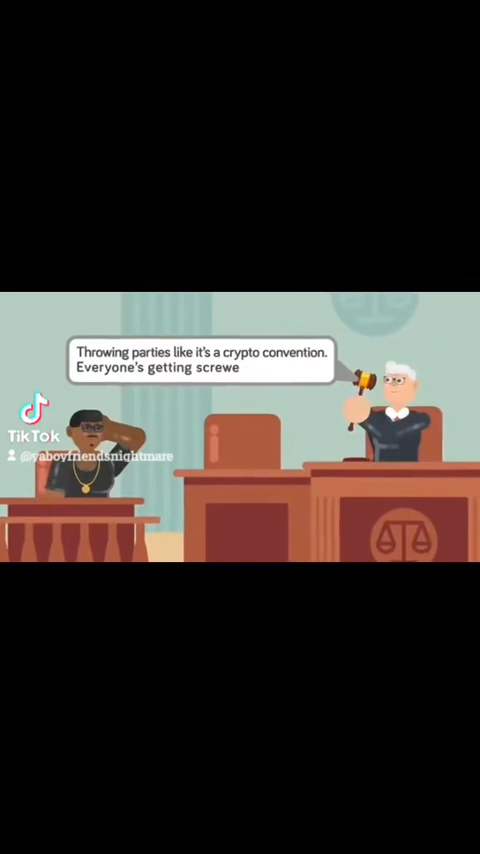 Throwing parties like it's a crypto convention.
Everyone's getting screwe
TikTok
@yaboyfriendsnightmare